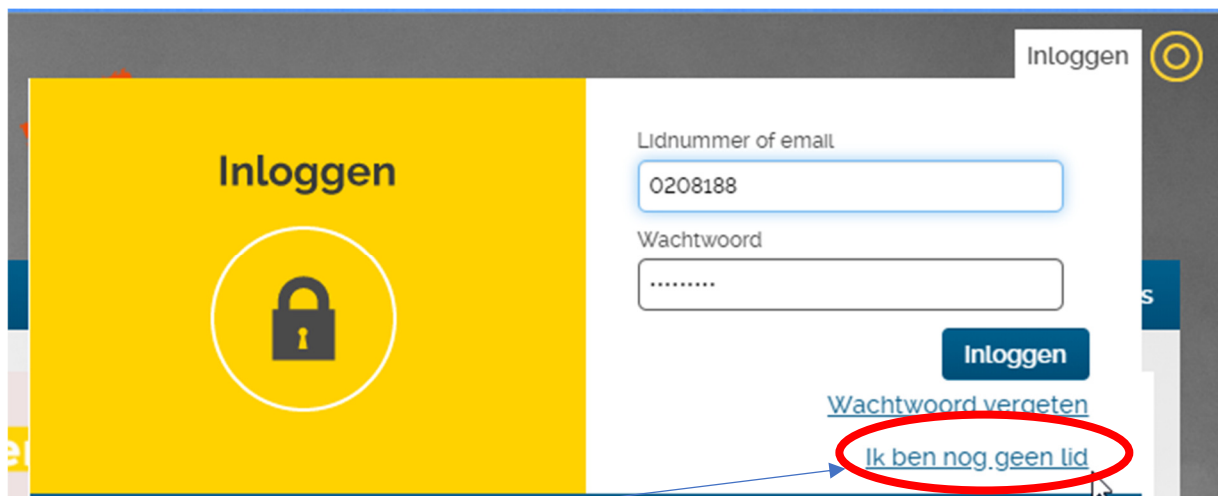 Inloggen
Inloggen
Lidnummer of email
0208188
Wachtwoord
·········
Inloggen
Wachtwoord vergeten
Ik ben nog geen lid